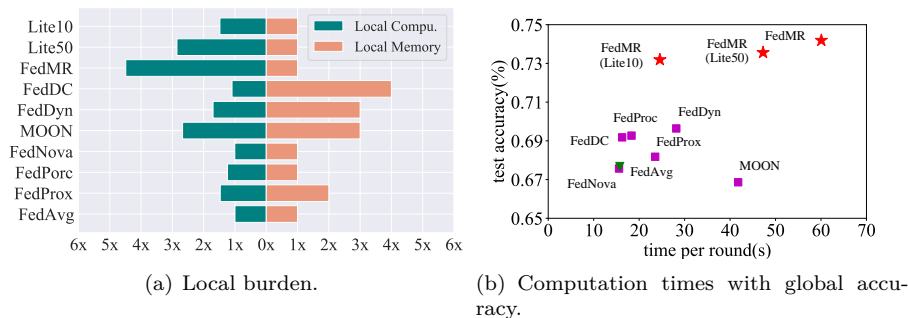 Lite10
Lite50
FedMR
FedDC
FedDyn
MOON
FedNova
FedPorc
FedProx
FedAvg
Local Compu.
Local Memory
6x 5x 4x 3x 2x 1x 0x 1x 2x 3x 4x 5x 6x
(a) Local burden.
test accuracy(%)
0.75
0.73
0.71
0.69
0.67
0.65
FedMR
(Lite10)
FedMR
(Lite50)
FedMR
FedProc
FedDyn
FedDC
FedProx
FedAvg
FedNova
MOON
0 10 20 30 40 50 60 70
time per round(s)
(b) Computation times with global accu-
racy.